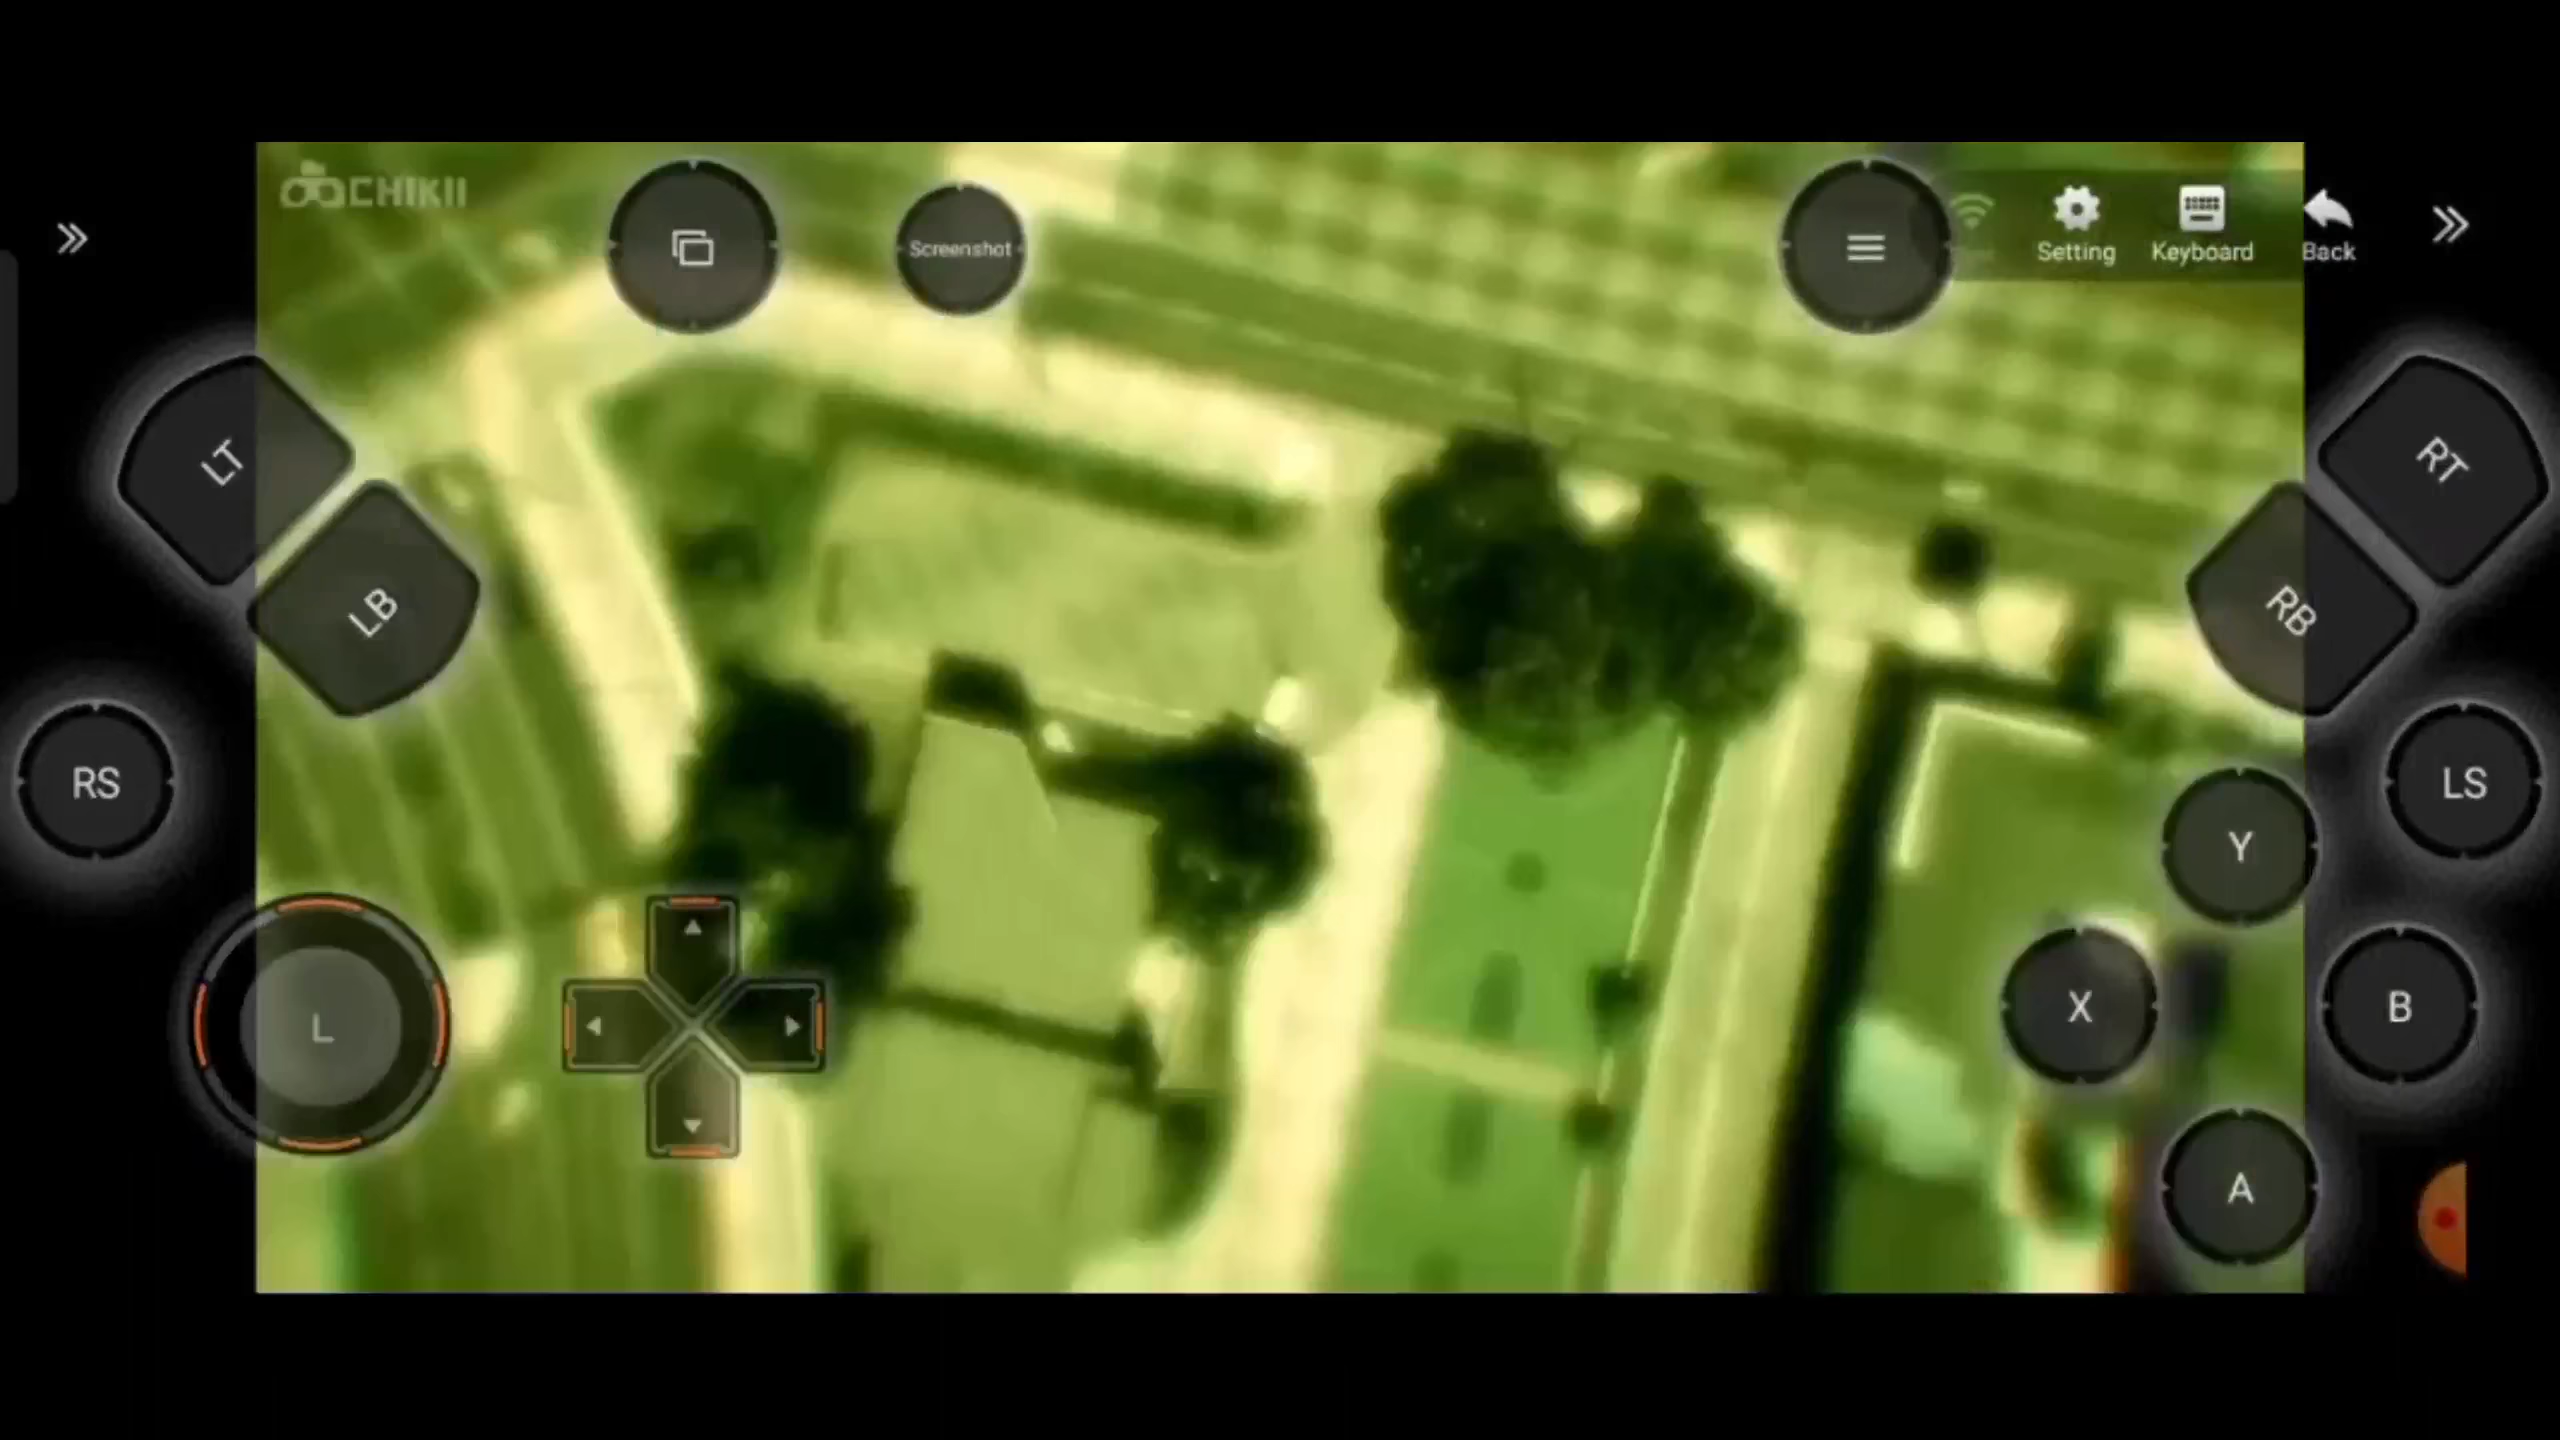 CHIKII
Screenshot
Setting
Keyboard
Back
LT
RT
LB
RB
RS
LS
Y
L
X
B
A